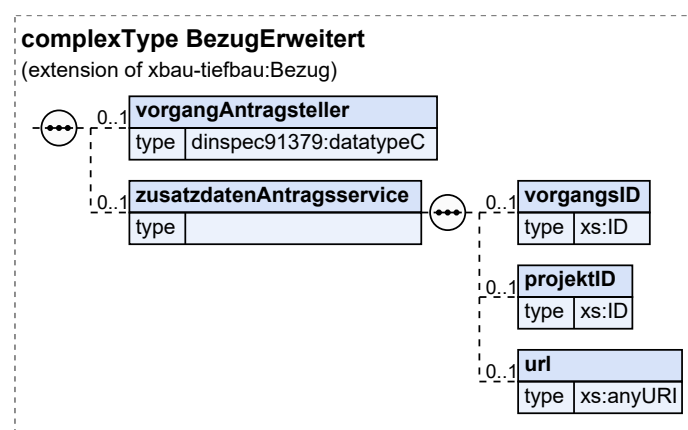 complexType BezugErweitert
(extension of xbau-tiefbau:Bezug)
0..1 vorgangAntragsteller
type dinspec91379:datatypeC
0..1 zusatzdatenAntragsservice
type
0..1 vorgangsID
type xs:ID
0..1 projektID
type xs:ID
0..1 url
type xs:anyURI